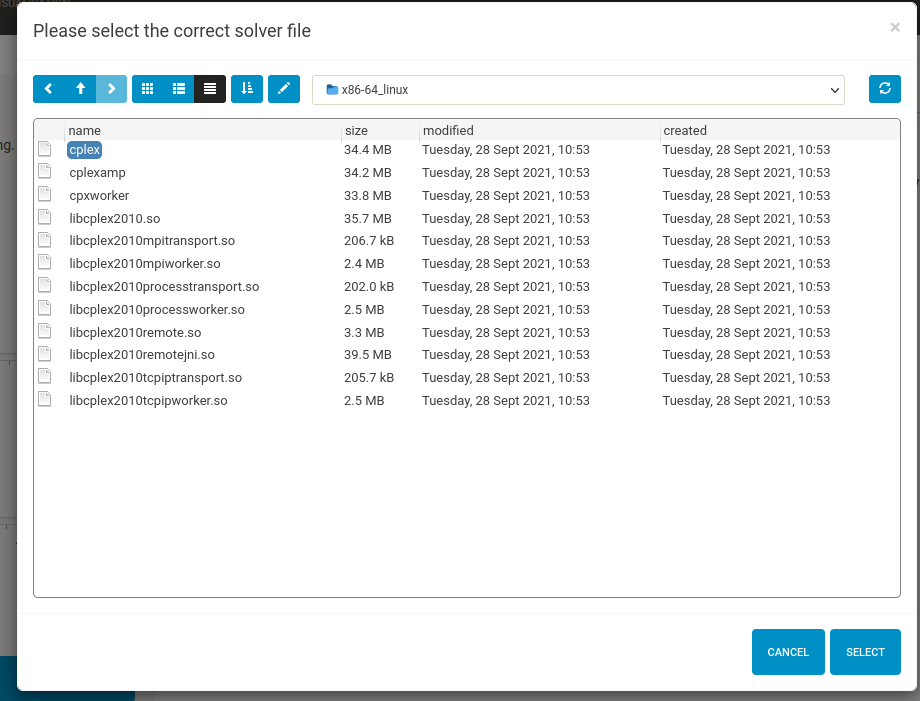 Please select the correct solver file
×
x86-64_linux
name size modified created
cplex 34.4 MB Tuesday, 28 Sept 2021, 10:53 Tuesday, 28 Sept 2021, 10:53
cplexamp 34.2 MB Tuesday, 28 Sept 2021, 10:53 Tuesday, 28 Sept 2021, 10:53
cpxworker 33.8 MB Tuesday, 28 Sept 2021, 10:53 Tuesday, 28 Sept 2021, 10:53
libcplex2010.so 35.7 MB Tuesday, 28 Sept 2021, 10:53 Tuesday, 28 Sept 2021, 10:53
libcplex2010mpitransport.so 206.7 kB Tuesday, 28 Sept 2021, 10:53 Tuesday, 28 Sept 2021, 10:53
libcplex2010mpiworker.so 2.4 MB Tuesday, 28 Sept 2021, 10:53 Tuesday, 28 Sept 2021, 10:53
libcplex2010processtransport.so 202.0 kB Tuesday, 28 Sept 2021, 10:53 Tuesday, 28 Sept 2021, 10:53
libcplex2010processworker.so 2.5 MB Tuesday, 28 Sept 2021, 10:53 Tuesday, 28 Sept 2021, 10:53
libcplex2010remote.so 3.3 MB Tuesday, 28 Sept 2021, 10:53 Tuesday, 28 Sept 2021, 10:53
libcplex2010remotejni.so 39.5 MB Tuesday, 28 Sept 2021, 10:53 Tuesday, 28 Sept 2021, 10:53
libcplex2010tcpiptransport.so 205.7 kB Tuesday, 28 Sept 2021, 10:53 Tuesday, 28 Sept 2021, 10:53
libcplex2010tcpipworker.so 2.5 MB Tuesday, 28 Sept 2021, 10:53 Tuesday, 28 Sept 2021, 10:53
ng.
CANCEL SELECT